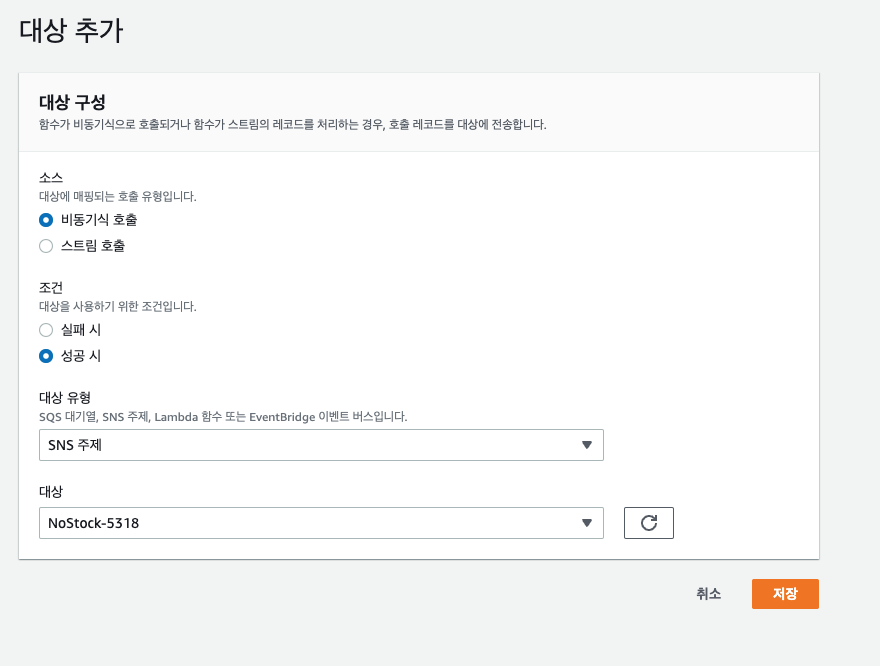 대상 추가
대상 구성
함수가 비동기식으로 호출되거나 함수가 스트림의 레코드를 처리하는 경우, 호출 레코드를 대상에 전송합니다.
소스
대상에 매핑되는 호출 유형입니다.
비동기식 호출
스트림 호출
조건
대상을 사용하기 위한 조건입니다.
실패 시
성공 시
대상 유형
SQS 대기열, SNS 주제, Lambda 함수 또는 EventBridge 이벤트 버스입니다.
SNS 주제
대상
NoStock-5318
취소
저장